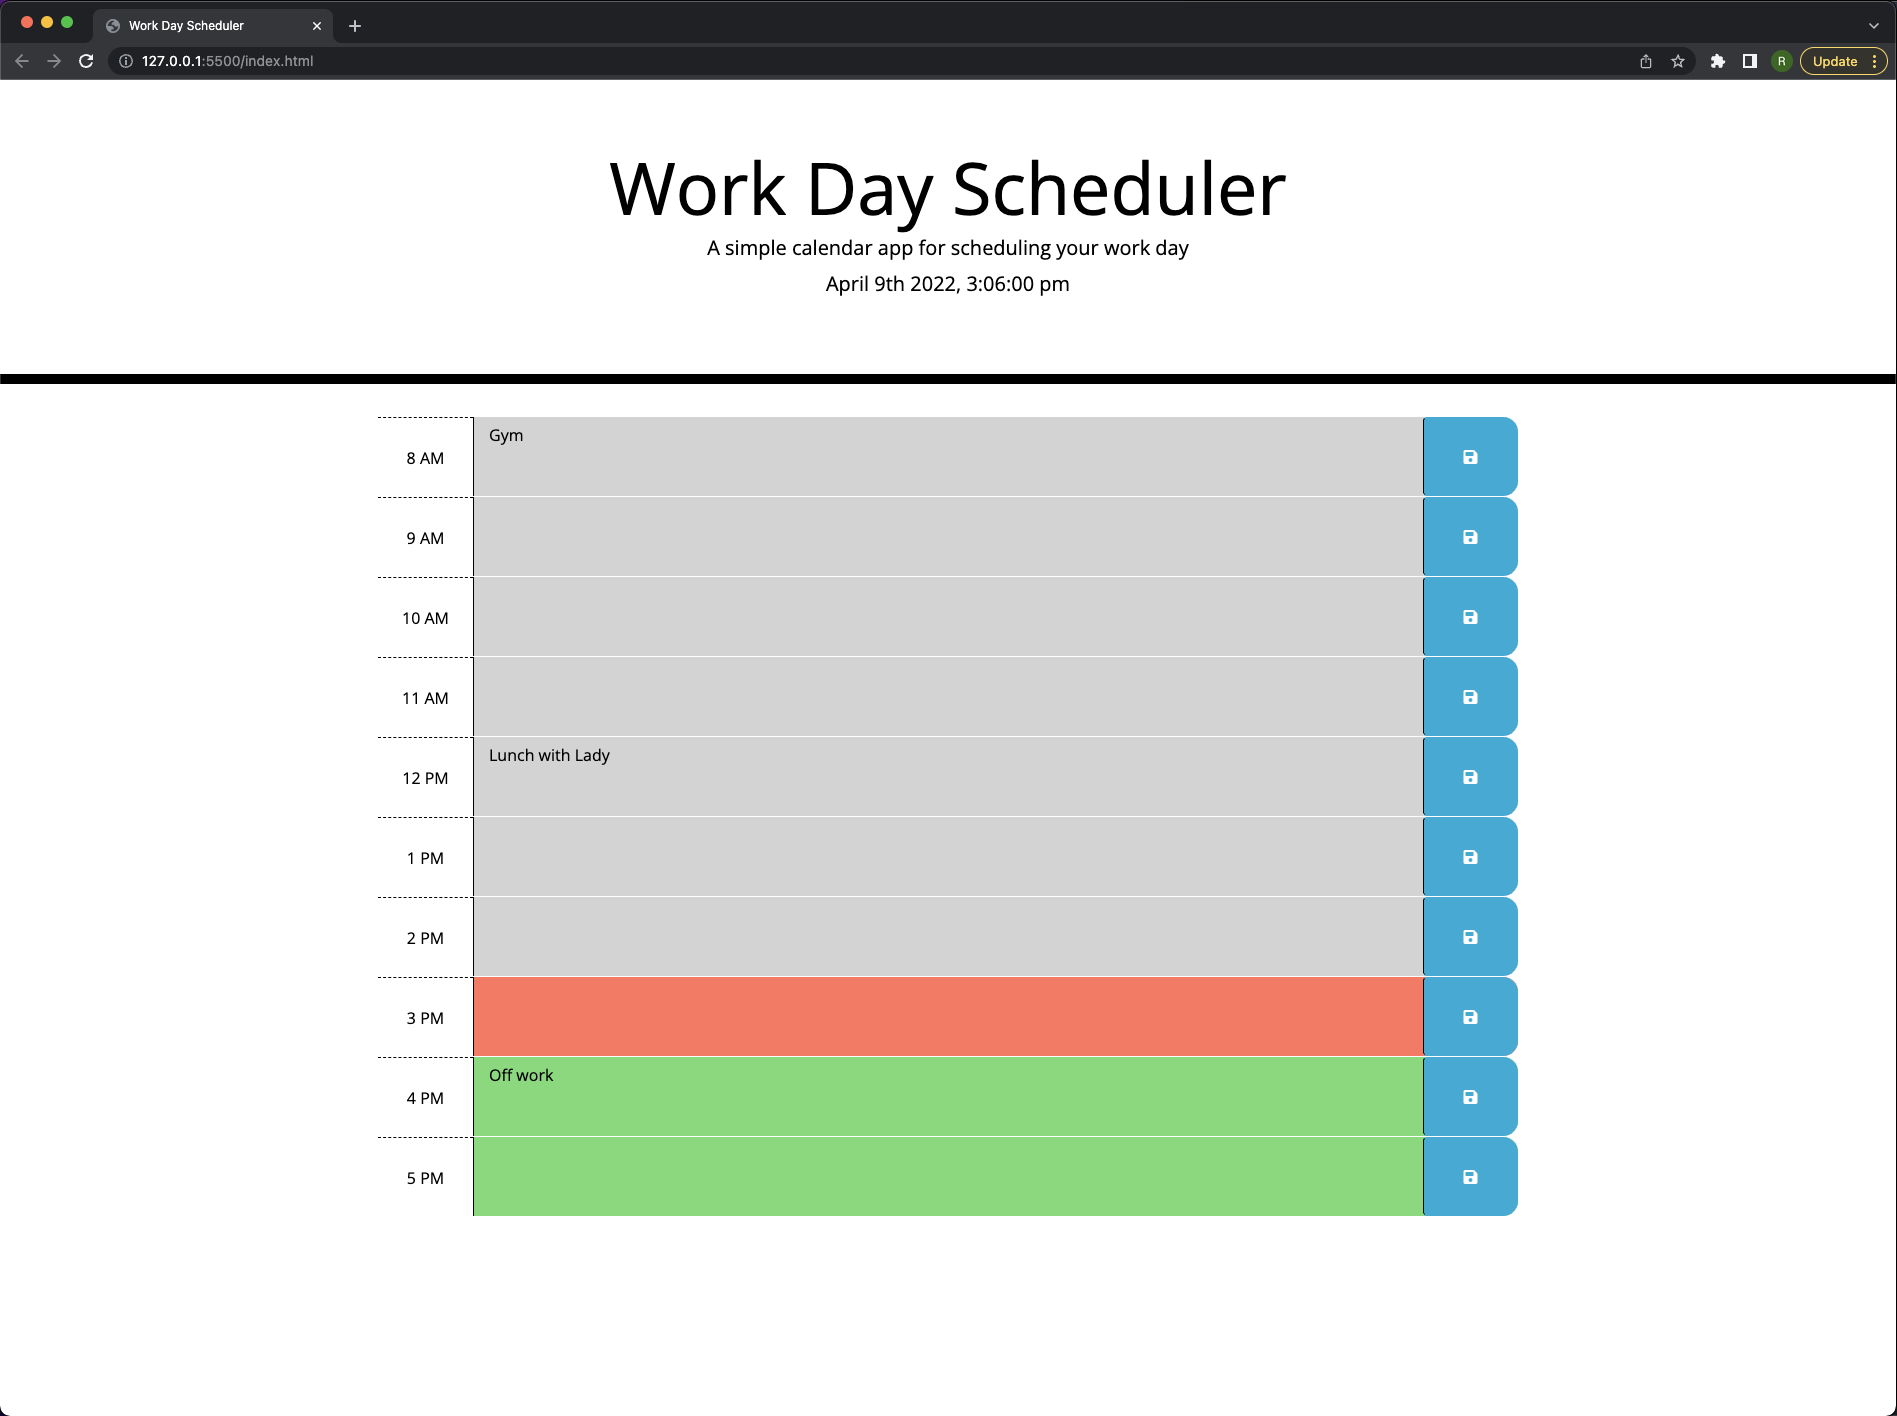 Work Day Scheduler
127.0.0.1:5500/index.html
R
Update
Work Day Scheduler
A simple calendar app for scheduling your work day
April 9th 2022, 3:06:00 pm
8 AM Gym
9 AM
10 AM
11 AM
12 PM Lunch with Lady
1 PM
2 PM
3 PM
4 PM Off work
5 PM